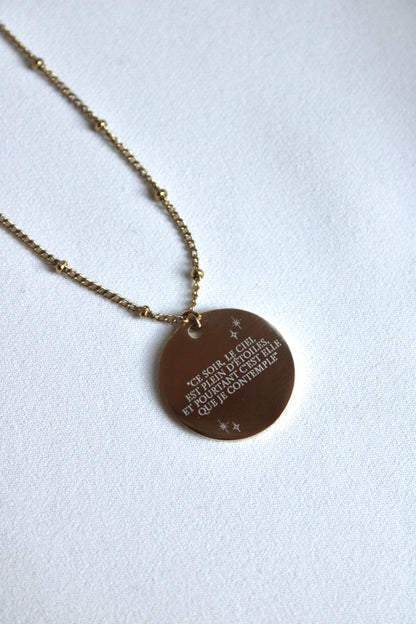 "CE SOIR, LE CIEL
EST PLEIN D'ÉTOILES,
ET POURTANT C'EST ELLE
QUE JE CONTEMPLE"